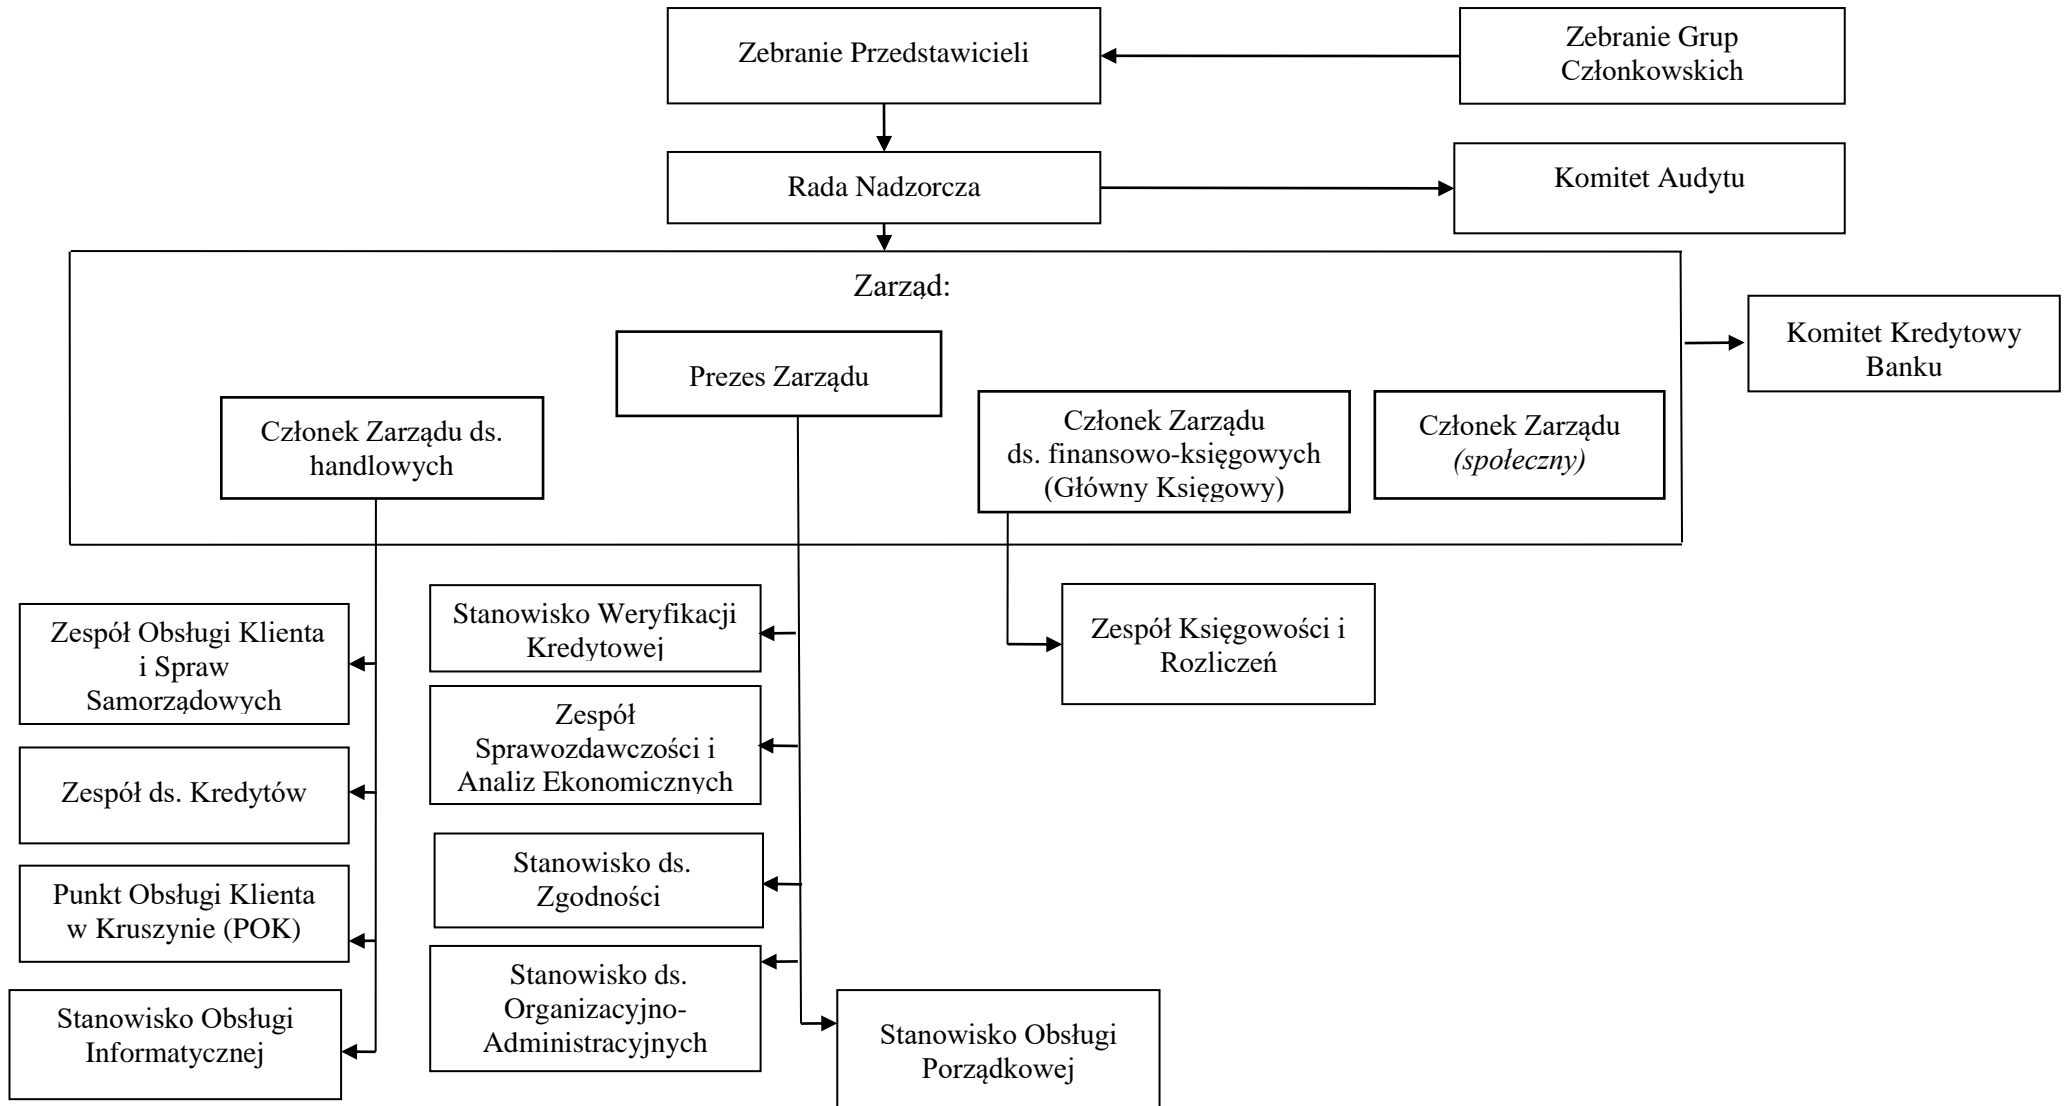 Zebranie Przedstawicieli
Zebranie Grup
Członkowskich
Rada Nadzorcza
Komitet Audytu
Zarząd:
Komitet Kredytowy
Banku
Prezes Zarządu
Członek Zarządu ds.
handlowych
Członek Zarządu
ds. finansowo-księgowych
(Główny Księgowy)
Członek Zarządu
(społeczny)
Zespół Obsługi Klienta
i Spraw
Samorządowych
Zespół ds. Kredytów
Punkt Obsługi Klienta
w Kruszynie (POK)
Stanowisko Obsługi
Informatycznej
Stanowisko Weryfikacji
Kredytowej
Zespół
Sprawozdawczości i
Analiz Ekonomicznych
Stanowisko ds.
Zgodności
Stanowisko ds.
Organizacyjno-
Administracyjnych
Stanowisko Obsługi
Porządkowej
Zespół Księgowości i
Rozliczeń